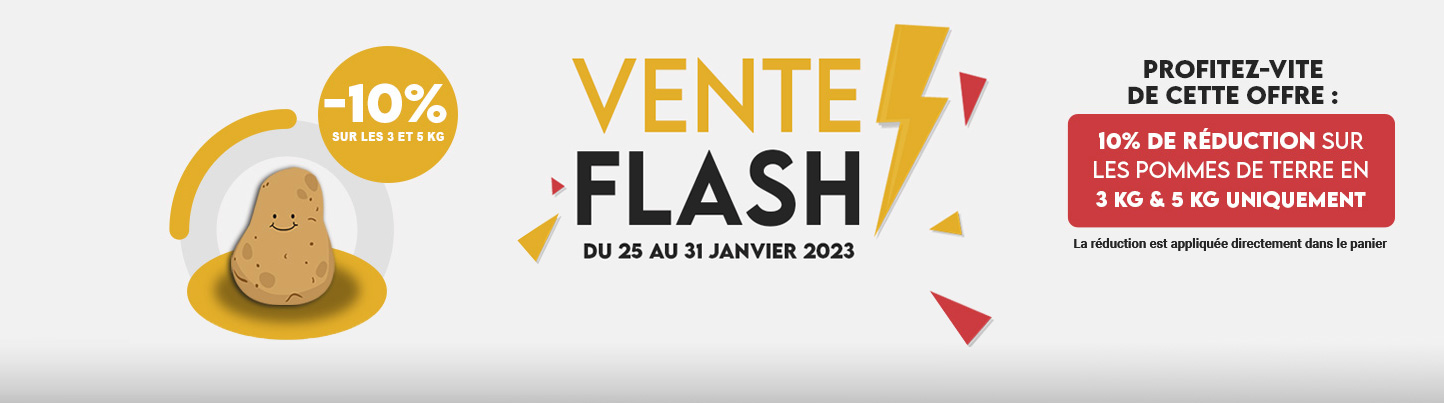 -10%
SUR LES 3 ET 5 KG
VENTE
FLASH
DU 25 AU 31 JANVIER 2023
PROFITEZ-VITE
DE CETTE OFFRE :
10% DE RÉDUCTION SUR
LES POMMES DE TERRE EN
3 KG & 5 KG UNIQUEMENT
La réduction est appliquée directement dans le panier